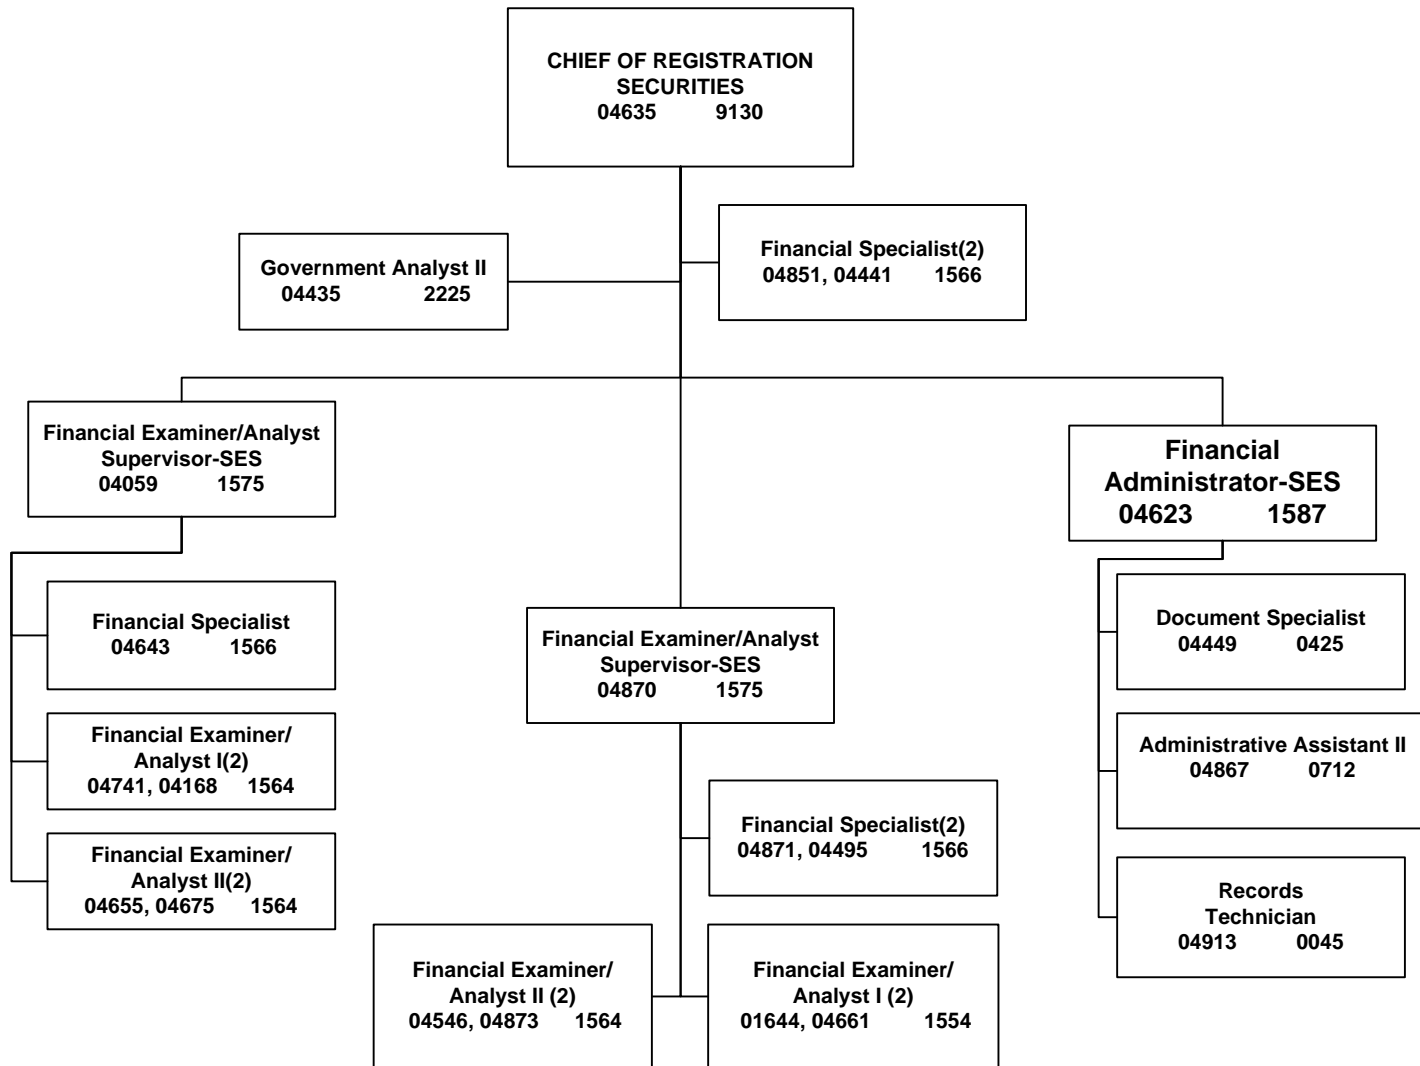 CHIEF OF REGISTRATION
SECURITIES
04635 9130
Financial Specialist(2)
04851, 04441 1566
Government Analyst II
04435 2225
Financial Examiner/Analyst
Supervisor-SES
04059 1575
Financial
Administrator-SES
04623 1587
Financial Specialist
04643 1566
Financial Examiner/
Analyst I(2)
04741, 04168 1564
Financial Examiner/
Analyst II(2)
04655, 04675 1564
Financial Examiner/Analyst
Supervisor-SES
04870 1575
Financial Specialist(2)
04871, 04495 1566
Financial Examiner/
Analyst II (2)
04546, 04873 1564
Financial Examiner/
Analyst I (2)
01644, 04661 1554
Document Specialist
04449 0425
Administrative Assistant II
04867 0712
Records
Technician
04913 0045